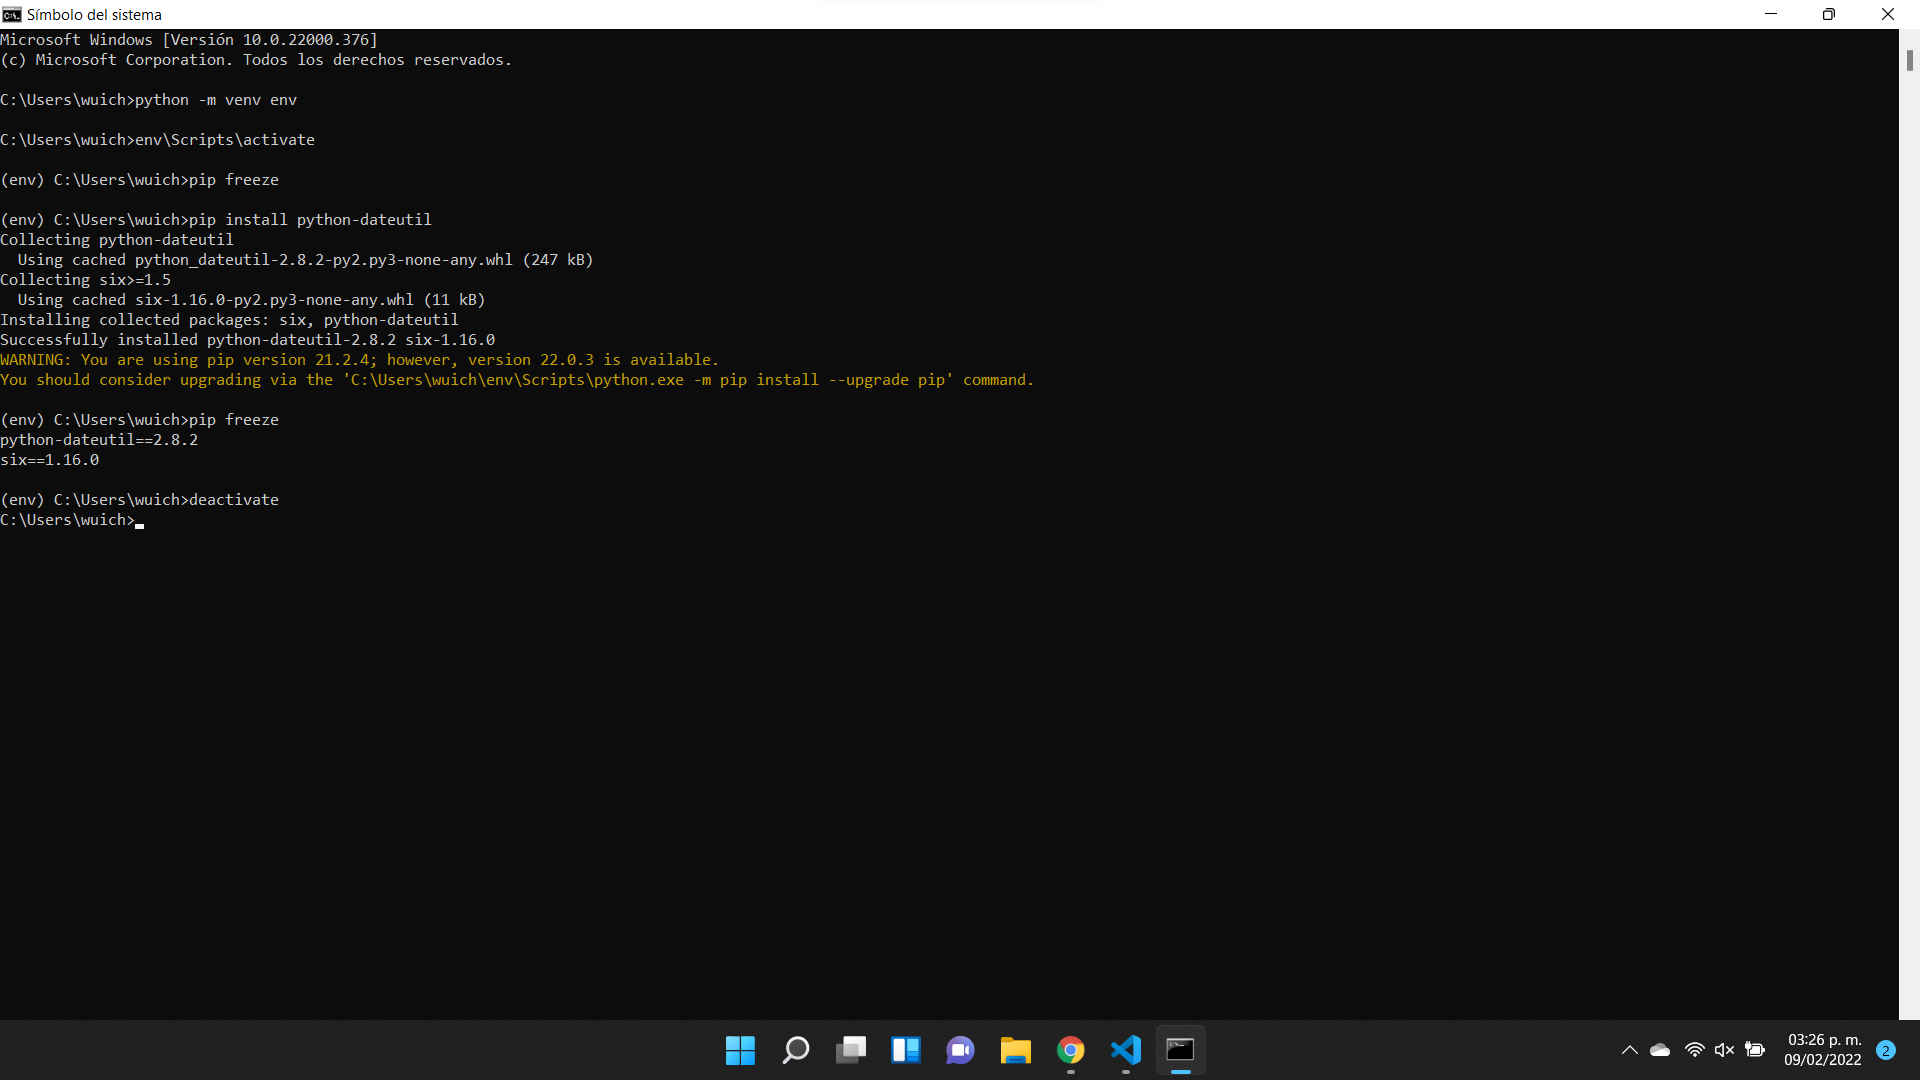 Símbolo del sistema
Microsoft Windows [Versión 10.0.22000.376]
(c) Microsoft Corporation. Todos los derechos reservados.
C:\Users\wuich>python -m venv env
C:\Users\wuich>env\Scripts\activate
(env) C:\Users\wuich>pip freeze
(env) C:\Users\wuich>pip install python-dateutil
Collecting python-dateutil
  Using cached python_dateutil-2.8.2-py2.py3-none-any.whl (247 kB)
Collecting six>=1.5
  Using cached six-1.16.0-py2.py3-none-any.whl (11 kB)
Installing collected packages: six, python-dateutil
Successfully installed python-dateutil-2.8.2 six-1.16.0
WARNING: You are using pip version 21.2.4; however, version 22.0.3 is available.
You should consider upgrading via the 'C:\Users\wuich\env\Scripts\python.exe -m pip install --upgrade pip' command.
(env) C:\Users\wuich>pip freeze
python-dateutil==2.8.2
six==1.16.0
(env) C:\Users\wuich>deactivate
C:\Users\wuich>
03:26 p. m.
09/02/2022
2